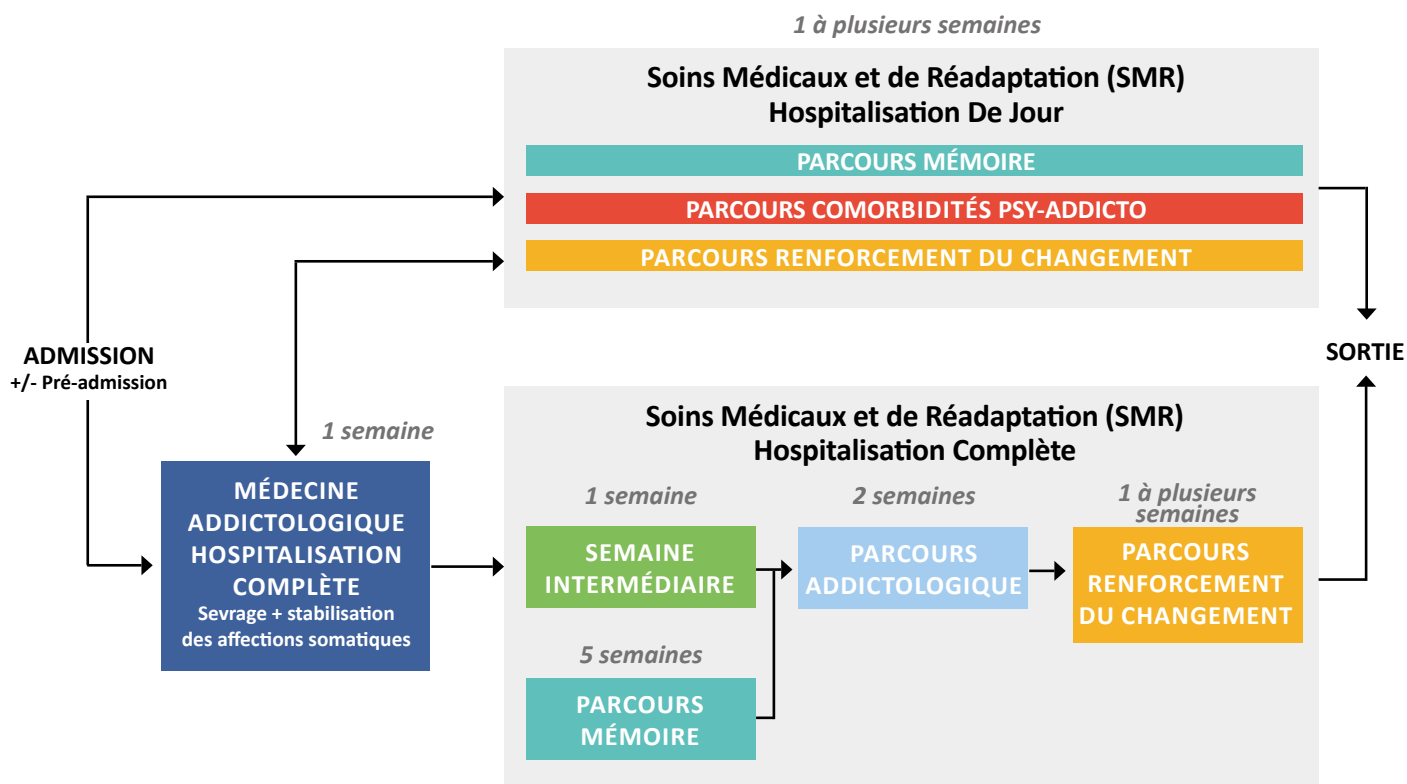 1 à plusieurs semaines
Soins Médicaux et de Réadaptation (SMR)
Hospitalisation De Jour
PARCOURS MÉMOIRE
PARCOURS COMORBIDITÉS PSY-ADDICTO
PARCOURS RENFORCEMENT DU CHANGEMENT
ADMISSION
+/- Pré-admission
SORTIE
1 semaine
MÉDECINE
ADDICTOLOGIQUE
HOSPITALISATION
COMPLÈTE
Sevrage + stabilisation
des affections somatiques
Soins Médicaux et de Réadaptation (SMR)
Hospitalisation Complète
1 semaine
SEMAINE
INTERMÉDIAIRE
2 semaines
PARCOURS
ADDICTOLOGIQUE
1 à plusieurs
semaines
PARCOURS
RENFORCEMENT
DU CHANGEMENT
5 semaines
PARCOURS
MÉMOIRE